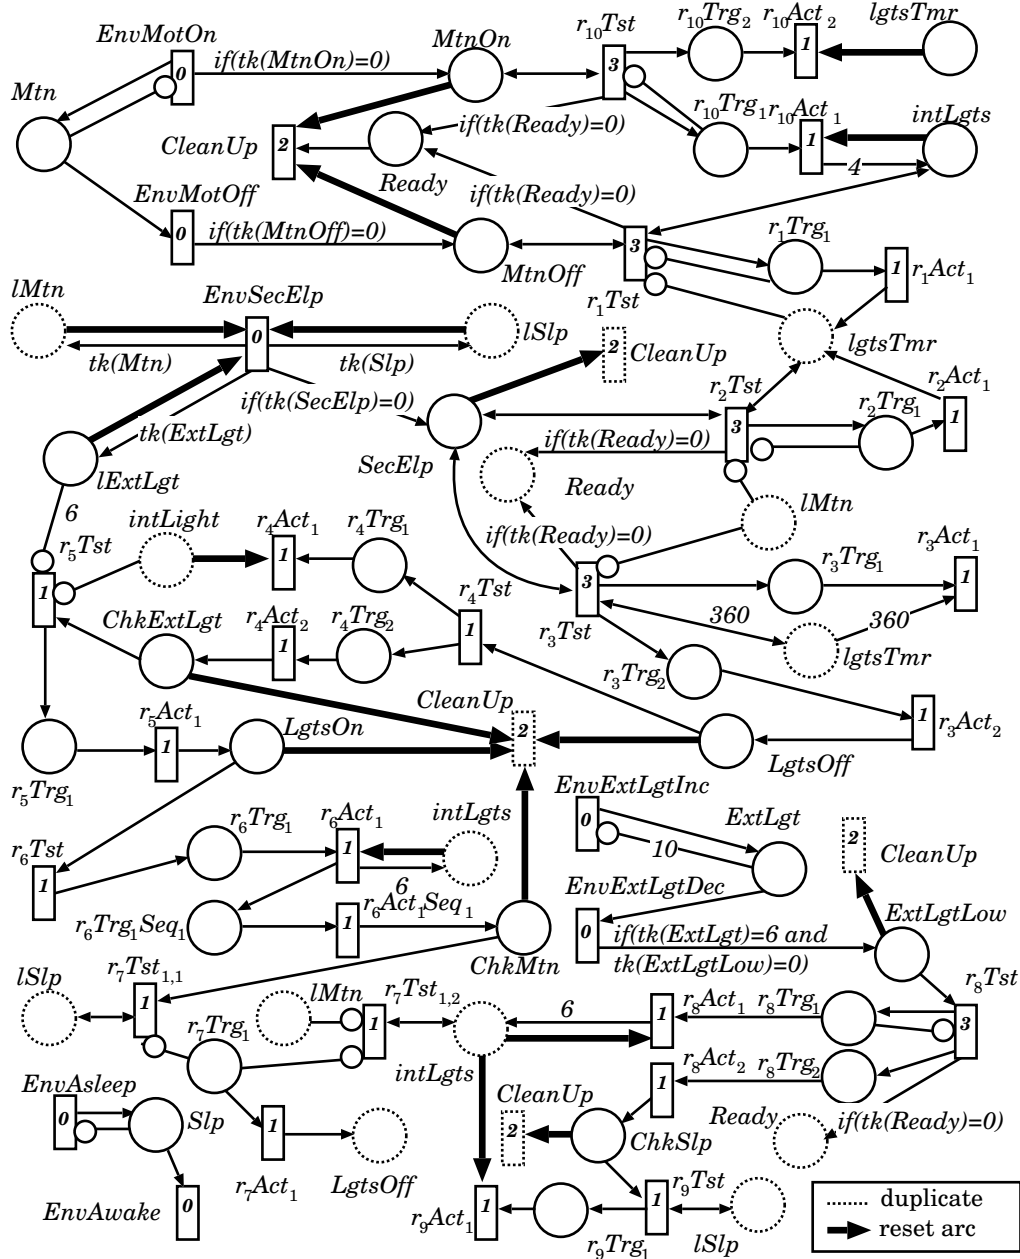 EnvMotOn
r10Tst
r10Trg2
r10Act2
lgtsTmr
Mtn
0
if(tk(MtnOn)=0)
MtnOn
3
1
CleanUp
2
if(tk(Ready)=0)
r10Trg1
r10Act1
intLgts
1
4
Ready
EnvMotOff
if(tk(Ready)=0)
0
if(tk(MtnOff)=0)
MtnOff
3
r1Trg1
1
r1Act1
lMtn
EnvSecElp
r1Tst
0
lSlp
2
CleanUp
lgtsTmr
tk(Mtn)
tk(Slp)
r2Tst
r2Act1
if(tk(SecElp)=0)
r2Trg1
tk(ExtLgt)
3
1
if(tk(Ready)=0)
SecElp
lExtLgt
Ready
lMtn
6
intLight
r4Act1
r4Trg1
if(tk(Ready)=0)
r3Act1
r5Tst
1
r3Trg1
1
3
1
r4Tst
ChkExtLgt
r4Act2
r4Trg2
1
360
360
r3Tst
1
lgtsTmr
r3Trg2
CleanUp
r5Act1
LgtsOn
2
1
r3Act2
1
LgtsOff
r5Trg1
EnvExtLgtInc
r6Trg1
r6Act1
intLgts
0
ExtLgt
r6Tst
1
10
2
CleanUp
1
6
EnvExtLgtDec
r6Act1Seq1
ExtLgtLow
r6Trg1Seq1
1
0
if(tk(ExtLgt)=6 and
tk(ExtLgtLow)=0)
ChkMtn
r7Tst1,1
r8Tst
lSlp
lMtn
r7Tst1,2
6
r8Act1
r8Trg1
1
1
1
3
r7Trg1
intLgts
r8Act2
r8Trg2
EnvAsleep
CleanUp
1
0
Slp
Ready
if(tk(Ready)=0)
1
2
ChkSlp
r7Act1
LgtsOff
r9Tst
EnvAwake
0
r9Act1
1
1
duplicate
r9Trg1
lSlp
reset arc